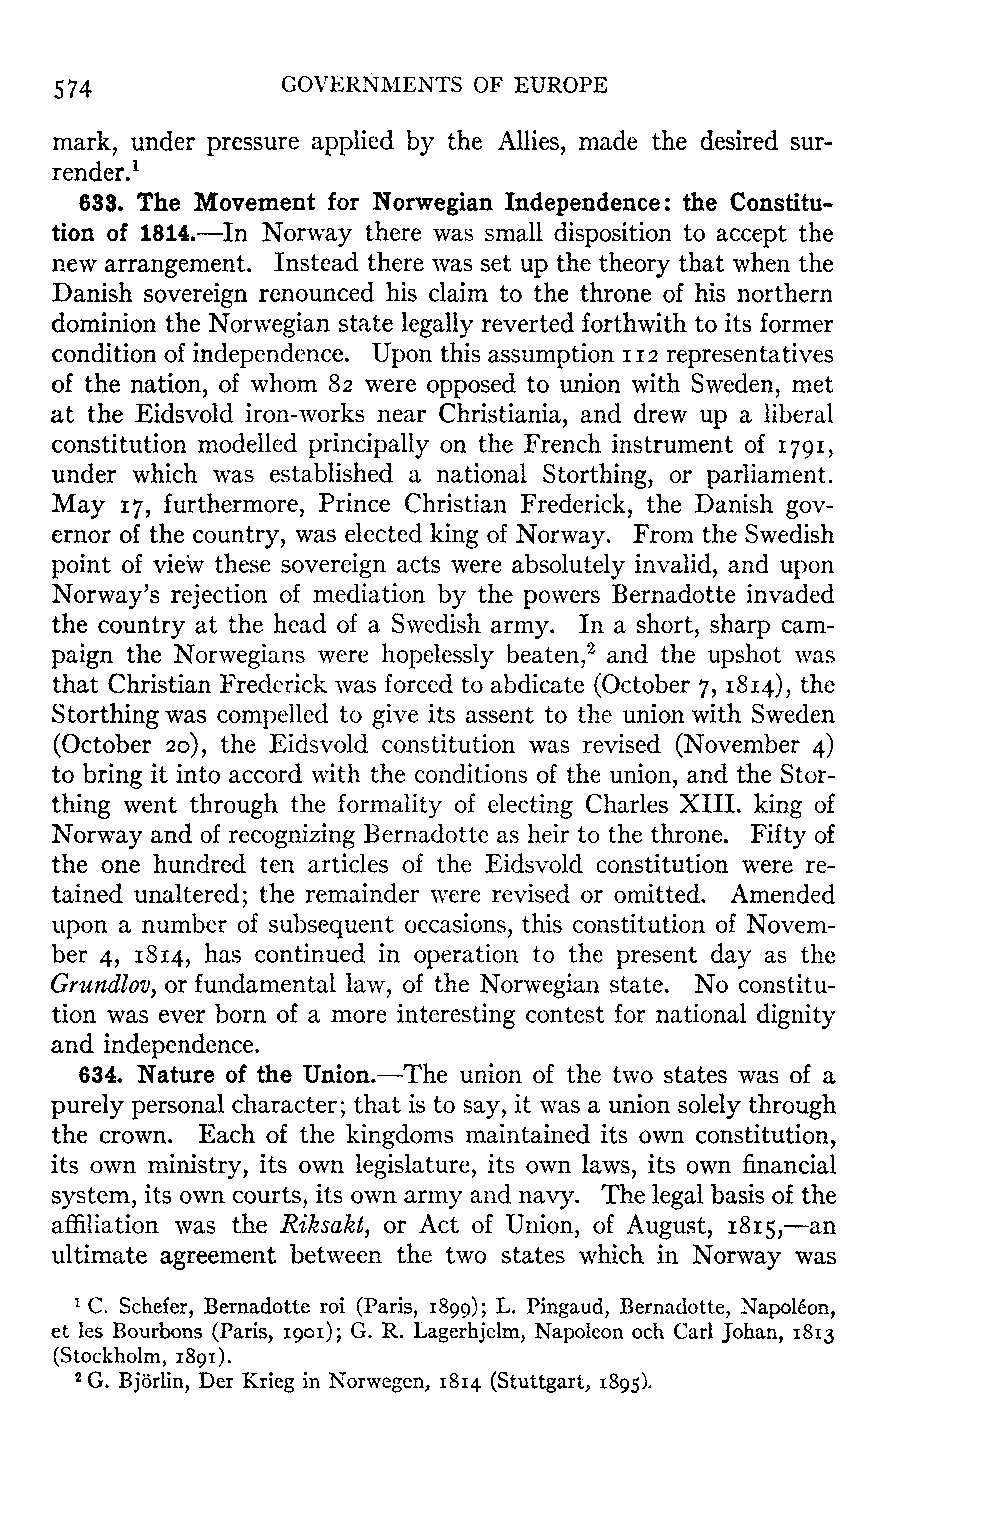 574 GOVERNMENTS OF EUROPE
mark, under pressure applied by the Allies, made the desired sur-
render.¹
633. The Movement for Norwegian Independence: the Constitu-
tion of 1814.—In Norway there was small disposition to accept the
new arrangement. Instead there was set up the theory that when the
Danish sovereign renounced his claim to the throne of his northern
dominion the Norwegian state legally reverted forthwith to its former
condition of independence. Upon this assumption 112 representatives
of the nation, of whom 82 were opposed to union with Sweden, met
at the Eidsvold iron-works near Christiania, and drew up a liberal
constitution modelled principally on the French instrument of 1791,
under which was established a national Storthing, or parliament.
May 17, furthermore, Prince Christian Frederick, the Danish gov-
ernor of the country, was elected king of Norway. From the Swedish
point of view these sovereign acts were absolutely invalid, and upon
Norway's rejection of mediation by the powers Bernadotte invaded
the country at the head of a Swedish army. In a short, sharp cam-
paign the Norwegians were hopelessly beaten,² and the upshot was
that Christian Frederick was forced to abdicate (October 7, 1814), the
Storthing was compelled to give its assent to the union with Sweden
(October 20), the Eidsvold constitution was revised (November 4)
to bring it into accord with the conditions of the union, and the Stor-
thing went through the formality of electing Charles XIII. king of
Norway and of recognizing Bernadotte as heir to the throne. Fifty of
the one hundred ten articles of the Eidsvold constitution were re-
tained unaltered; the remainder were revised or omitted. Amended
upon a number of subsequent occasions, this constitution of Novem-
ber 4, 1814, has continued in operation to the present day as the
Grundlov, or fundamental law, of the Norwegian state. No constitu-
tion was ever born of a more interesting contest for national dignity
and independence.
634. Nature of the Union.—The union of the two states was of a
purely personal character; that is to say, it was a union solely through
the crown. Each of the kingdoms maintained its own constitution,
its own ministry, its own legislature, its own laws, its own financial
system, its own courts, its own army and navy. The legal basis of the
affiliation was the Riksakt, or Act of Union, of August, 1815,—an
ultimate agreement between the two states which in Norway was
¹ C. Schefer, Bernadotte roi (Paris, 1899); L. Pingaud, Bernadotte, Napoléon,
et les Bourbons (Paris, 1901); G. R. Lagerhjelm, Napoleon och Carl Johan, 1813
(Stockholm, 1891).
² G. Björlin, Der Krieg in Norwegen, 1814 (Stuttgart, 1895).